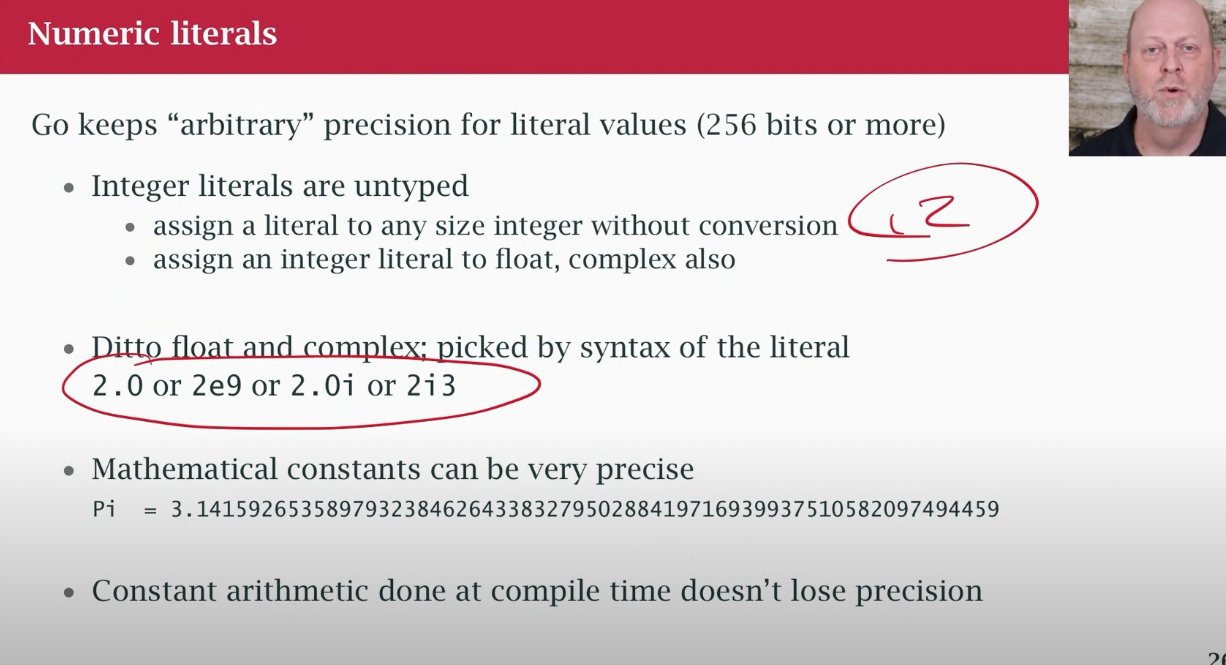 Numeric literals
Go keeps “arbitrary” precision for literal values (256 bits or more)
• Integer literals are untyped
• assign a literal to any size integer without conversion
2
• assign an integer literal to float, complex also
• Ditto float and complex; picked by syntax of the literal
2.0 or 2e9 or 2.0i or 2i3
• Mathematical constants can be very precise
Pi = 3.14159265358979323846264338327950288419716939937510582097494459
• Constant arithmetic done at compile time doesn’t lose precision